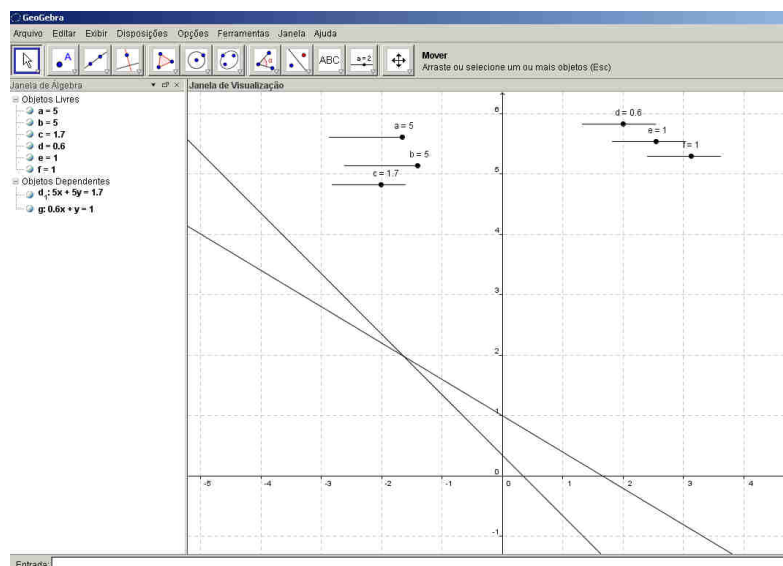 GeoGebra
Arquivo Editar Exibir Disposições Opções Ferramentas Janela Ajuda
A
α
ABC
a=2
Mover
Arraste ou selecione um ou mais objetos (Esc)
Janela de Álgebra
Janela de Visualização
Objetos Livres
a = 5
b = 5
c = 1.7
d = 0.6
e = 1
f = 1
Objetos Dependentes
d₁: 5x + 5y = 1.7
g: 0.6x + y = 1
a = 5
b = 5
c = 1.7
d = 0.6
e = 1
f = 1
6
5
4
3
2
1
0
-1
-5 -4 -3 -2 -1 0 1 2 3 4
Entrada: